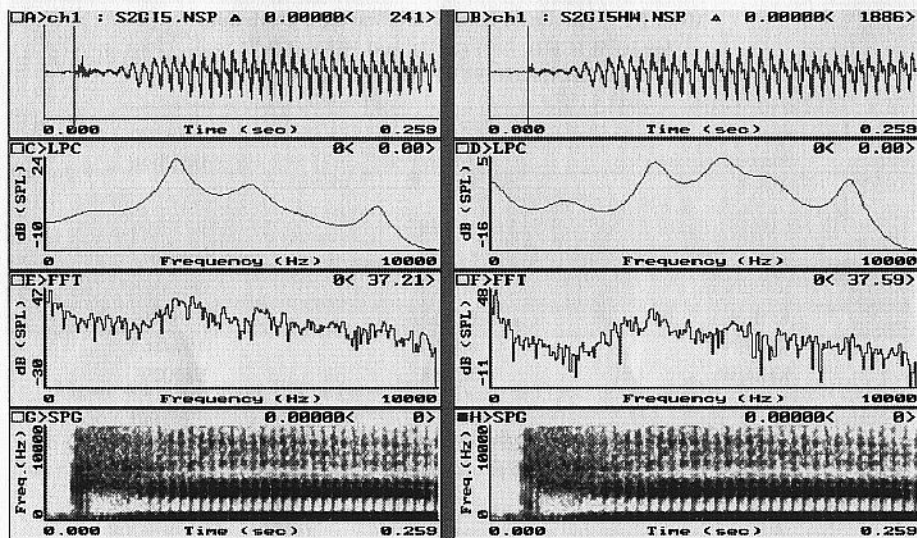 □A>ch1 : S2GI5.NSP ▵ 0.00000< 241>
0.000 Time (sec) 0.259
□B>ch1 : S2GI5HW.NSP ▵ 0.00000< 1886>
0.000 Time (sec) 0.259
□C>LPC 0< 0.00>
24
dB (SPL)
-10
0 Frequency (Hz) 10000
□D>LPC 0< 0.00>
5
dB (SPL)
-16
0 Frequency (Hz) 10000
□E>FFT 0< 37.21>
47
dB (SPL)
-30
0 Frequency (Hz) 10000
□F>FFT 0< 37.59>
48
dB (SPL)
-11
0 Frequency (Hz) 10000
□G>SPG 0.00000< 0>
10000
Freq.(Hz)
0
0.000 Time (sec) 0.259
■H>SPG 0.00000< 0>
10000
Freq.(Hz)
0
0.000 Time (sec) 0.259